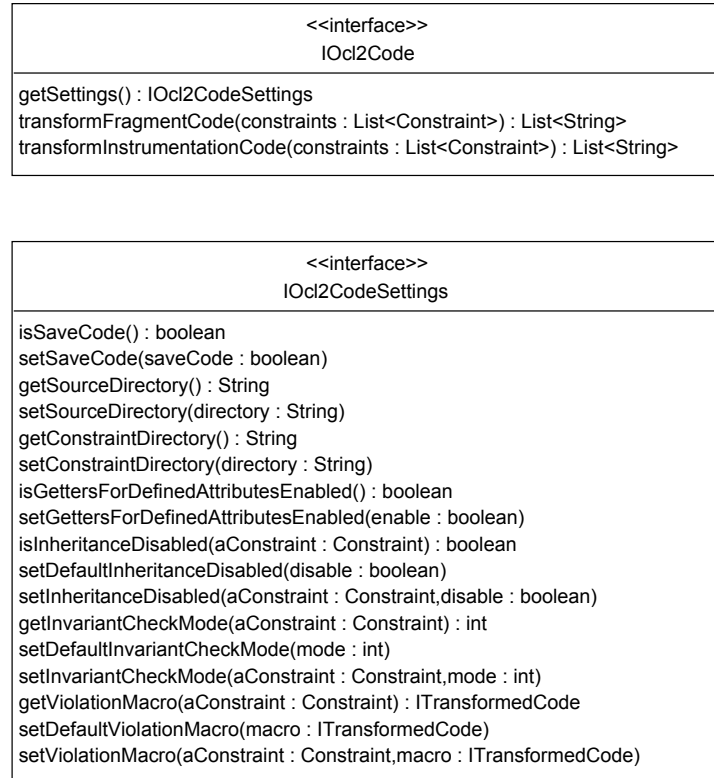 <<interface>>
IOcl2Code
getSettings() : IOcl2CodeSettings
transformFragmentCode(constraints : List<Constraint>) : List<String>
transformInstrumentationCode(constraints : List<Constraint>) : List<String>
<<interface>>
IOcl2CodeSettings
isSaveCode() : boolean
setSaveCode(saveCode : boolean)
getSourceDirectory() : String
setSourceDirectory(directory : String)
getConstraintDirectory() : String
setConstraintDirectory(directory : String)
isGettersForDefinedAttributesEnabled() : boolean
setGettersForDefinedAttributesEnabled(enable : boolean)
isInheritanceDisabled(aConstraint : Constraint) : boolean
setDefaultInheritanceDisabled(disable : boolean)
setInheritanceDisabled(aConstraint : Constraint,disable : boolean)
getInvariantCheckMode(aConstraint : Constraint) : int
setDefaultInvariantCheckMode(mode : int)
setInvariantCheckMode(aConstraint : Constraint,mode : int)
getViolationMacro(aConstraint : Constraint) : ITransformedCode
setDefaultViolationMacro(macro : ITransformedCode)
setViolationMacro(aConstraint : Constraint,macro : ITransformedCode)